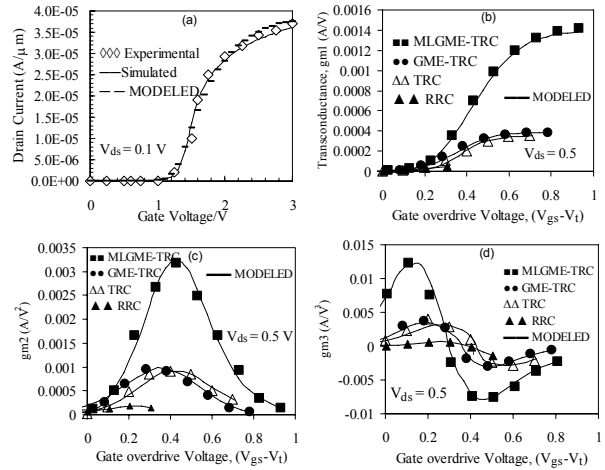 (a)
Drain Current (A/μm)
4.0E-05
3.5E-05
3.0E-05
2.5E-05
2.0E-05
1.5E-05
1.0E-05
5.0E-06
0.0E+00
Experimental
Simulated
MODELED
Vds = 0.1 V
0 1 2 3
Gate Voltage/V
(b)
Transconductance, gm1 (A/V)
0.0016
0.0014
0.0012
0.001
0.0008
0.0006
0.0004
0.0002
0
MLGME-TRC
GME-TRC
TRC
RRC
MODELED
Vds = 0.5
0 0.2 0.4 0.6 0.8 1
Gate overdrive Voltage, (Vgs-Vt)
(c)
gm2 (A/V²)
0.0035
0.003
0.0025
0.002
0.0015
0.001
0.0005
0
MLGME-TRC
GME-TRC
TRC
RRC
MODELED
Vds = 0.5 V
0 0.2 0.4 0.6 0.8 1
Gate overdrive Voltage, (Vgs-Vt)
(d)
gm3 (A/V³)
0.015
0.01
0.005
0
-0.005
-0.01
MLGME-TRC
GME-TRC
TRC
RRC
MODELED
Vds = 0.5
0 0.2 0.4 0.6 0.8 1
Gate overdrive Voltage, (Vgs-Vt)